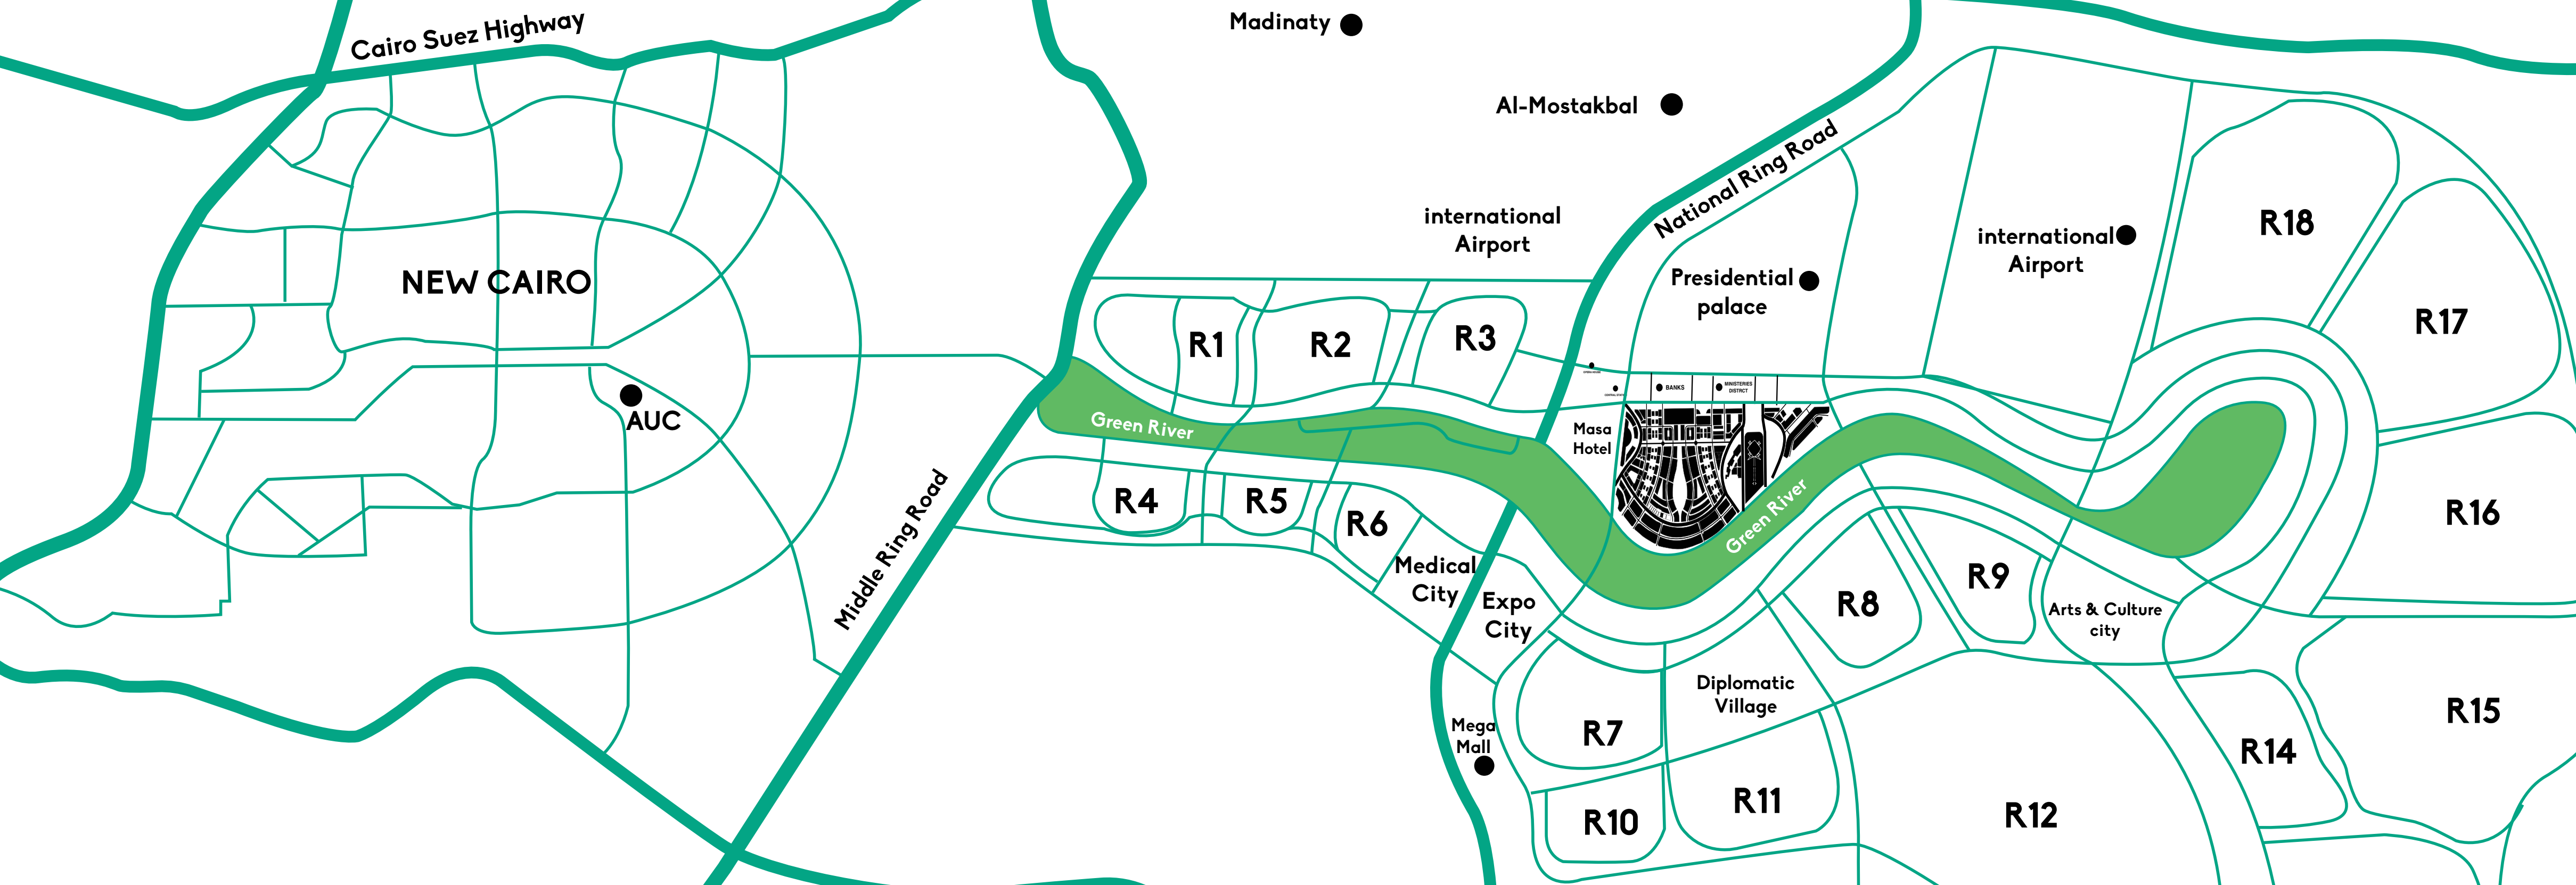 Cairo Suez Highway
Madinaty
Al-Mostakbal
National Ring Road
international
Airport
international
Airport
R18
NEW CAIRO
Presidential
palace
R1
R2
R3
R17
BANKS
MINISTERIES
DISTRCT
AUC
Green River
Masa
Hotel
Middle Ring Road
R4
R5
R6
Green River
R16
Medical
City
Expo
City
R8
R9
Arts & Culture
city
Diplomatic
Village
Mega
Mall
R7
R15
R14
R10
R11
R12